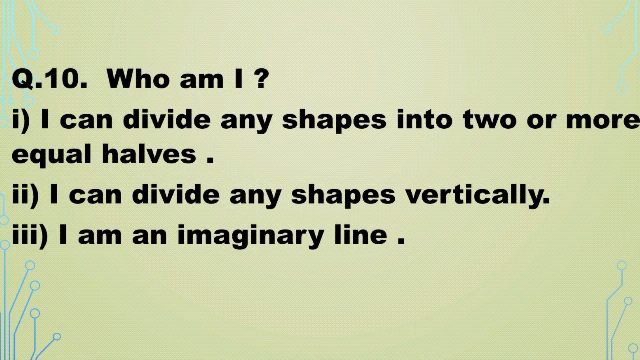 Q.10.  Who am I ?
i) I can divide any shapes into two or more
equal halves .
ii) I can divide any shapes vertically.
iii) I am an imaginary line .